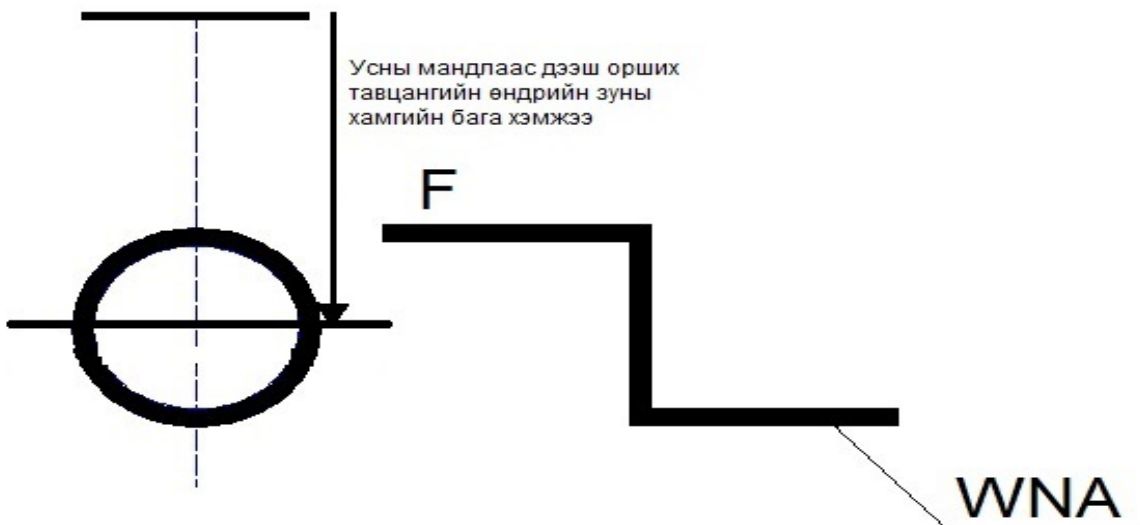 Усны мандлаас дээш орших
тавцангийн өндрийн зуны
хамгийн бага хэмжээ
F
WNA